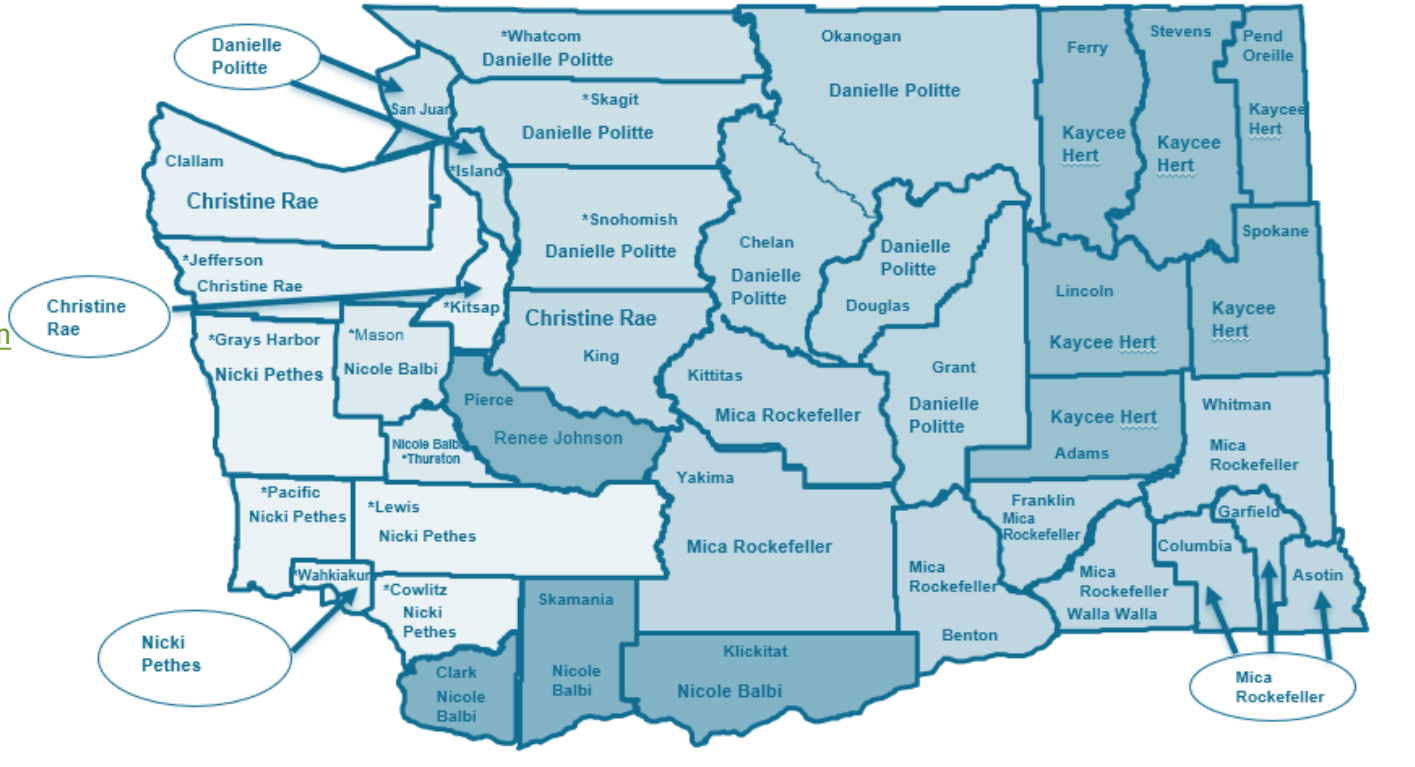 Danielle
Politte
*Whatcom
Danielle Politte
Okanogan
Danielle Politte
Ferry
Kaycee
Hert
Stevens
Kaycee
Hert
Pend
Oreille
Kaycee
Hert
San Juan
*Skagit
Danielle Politte
Clallam
Christine Rae
*Island
*Snohomish
Danielle Politte
Chelan
Danielle
Politte
Danielle
Politte
Douglas
Spokane
Kaycee
Hert
*Jefferson
Christine Rae
Christine
Rae
*Kitsap
Christine Rae
King
Lincoln
Kaycee Hert
*Grays Harbor
Nicki Pethes
*Mason
Nicole Balbi
Kittitas
Mica Rockefeller
Grant
Danielle
Politte
Kaycee Hert
Adams
Whitman
Mica
Rockefeller
Pierce
Renee Johnson
Nicole Balbi
*Thurston
Yakima
Mica Rockefeller
*Pacific
Nicki Pethes
*Lewis
Nicki Pethes
Franklin
Mica
Rockefeller
Garfield
Columbia
Asotin
*Wahkiakum
*Cowlitz
Nicki
Pethes
Skamania
Nicole
Balbi
Mica
Rockefeller
Benton
Mica
Rockefeller
Walla Walla
Nicki
Pethes
Clark
Nicole
Balbi
Klickitat
Nicole Balbi
Mica
Rockefeller